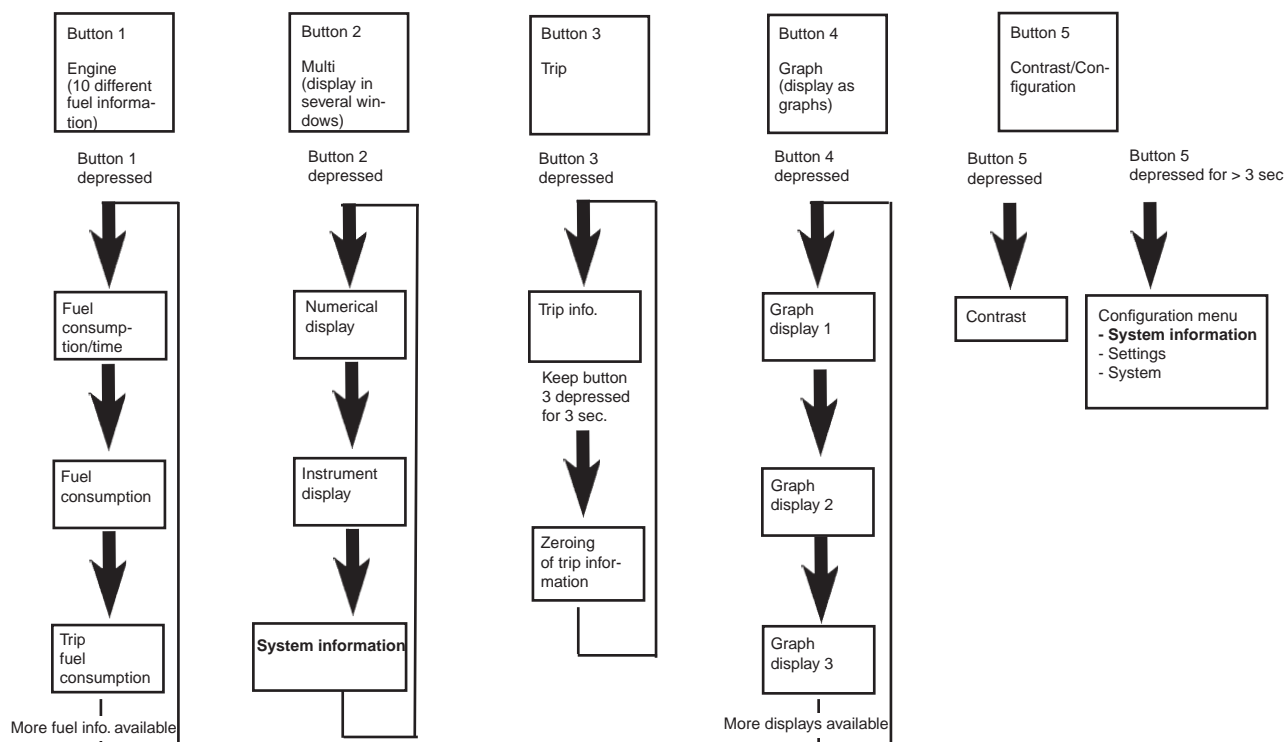 Button 1
Engine
(10 different
fuel informa-
tion)
Button 2
Multi
(display in
several win-
dows)
Button 3
Trip
Button 4
Graph
(display as
graphs)
Button 5
Contrast/Con-
figuration
Button 1
depressed
Button 2
depressed
Button 3
depressed
Button 4
depressed
Button 5
depressed
Button 5
depressed for > 3 sec
Fuel
consump-
tion/time
Fuel
consumption
Trip
fuel
consumption
More fuel info. available
Numerical
display
Instrument
display
System information
Trip info.
Keep button
3 depressed
for 3 sec.
Zeroing
of trip infor-
mation
Graph
display 1
Graph
display 2
Graph
display 3
More displays available
Contrast
Configuration menu
- System information
- Settings
- System